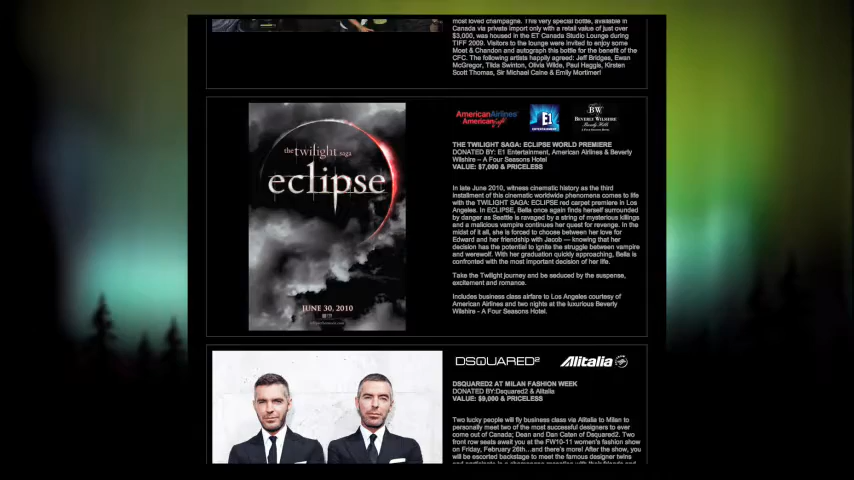 most loved champagne. This very special bottle, available in
Canada via private import only with a retail value of just over
$3,000, was housed in the ET Canada Studio Lounge during
TIFF 2009. Visitors to the lounge were invited to enjoy some
Moet & Chandon and autograph this bottle for the benefit of the
CFC. The following artists happily agreed: Jeff Bridges, Ewan
McGregor, Tilda Swinton, Olivia Wilde, Paul Haggis, Kirsten
Scott Thomas, Sir Michael Caine & Emily Mortimer!
the twilight saga
eclipse
JUNE 30, 2010
AmericanAirlines
E1
ENTERTAINMENT
BW
BEVERLY WILSHIRE
THE TWILIGHT SAGA: ECLIPSE WORLD PREMIERE
DONATED BY: E1 Entertainment, American Airlines & Beverly
Wilshire – A Four Seasons Hotel
VALUE: $7,000 & PRICELESS
In late June 2010, witness cinematic history as the third
installment of this cinematic worldwide phenomena comes to life
with the TWILIGHT SAGA: ECLIPSE red carpet premiere in Los
Angeles. In ECLIPSE, Bella once again finds herself surrounded
by danger as Seattle is ravaged by a string of mysterious killings
and a malicious vampire continues her quest for revenge. In the
midst of it all, she is forced to choose between her love for
Edward and her friendship with Jacob — knowing that her
decision has the potential to ignite the struggle between vampire
and werewolf. With her graduation quickly approaching, Bella is
confronted with the most important decision of her life.
Take the Twilight journey and be seduced by the suspense,
excitement and romance.
Includes business class airfare to Los Angeles courtesy of
American Airlines and two nights at the luxurious Beverly
Wilshire - A Four Seasons Hotel.
DSQUARED2
Alitalia
DSQUARED2 AT MILAN FASHION WEEK
DONATED BY:Dsquared2 & Alitalia
VALUE: $9,000 & PRICELESS
Two lucky people will fly business class via Alitalia to Milan to
personally meet two of the most successful designers to ever
come out of Canada; Dean and Dan Caten of Dsquared2. Two
front row seats await you at the FW10-11 women's fashion show
on Friday, February 26th...and there's more! After the show, you
will be escorted backstage to meet the famous designer twins